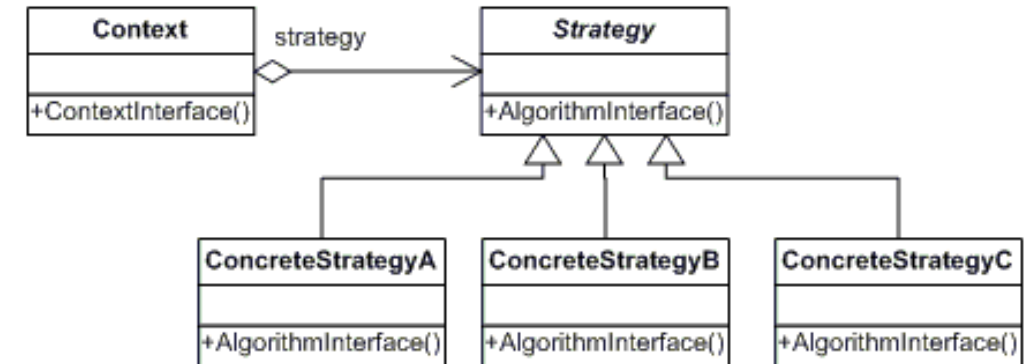 Context
strategy
Strategy
+ContextInterface()
+AlgorithmInterface()
ConcreteStrategyA
ConcreteStrategyB
ConcreteStrategyC
+AlgorithmInterface()
+AlgorithmInterface()
+AlgorithmInterface()